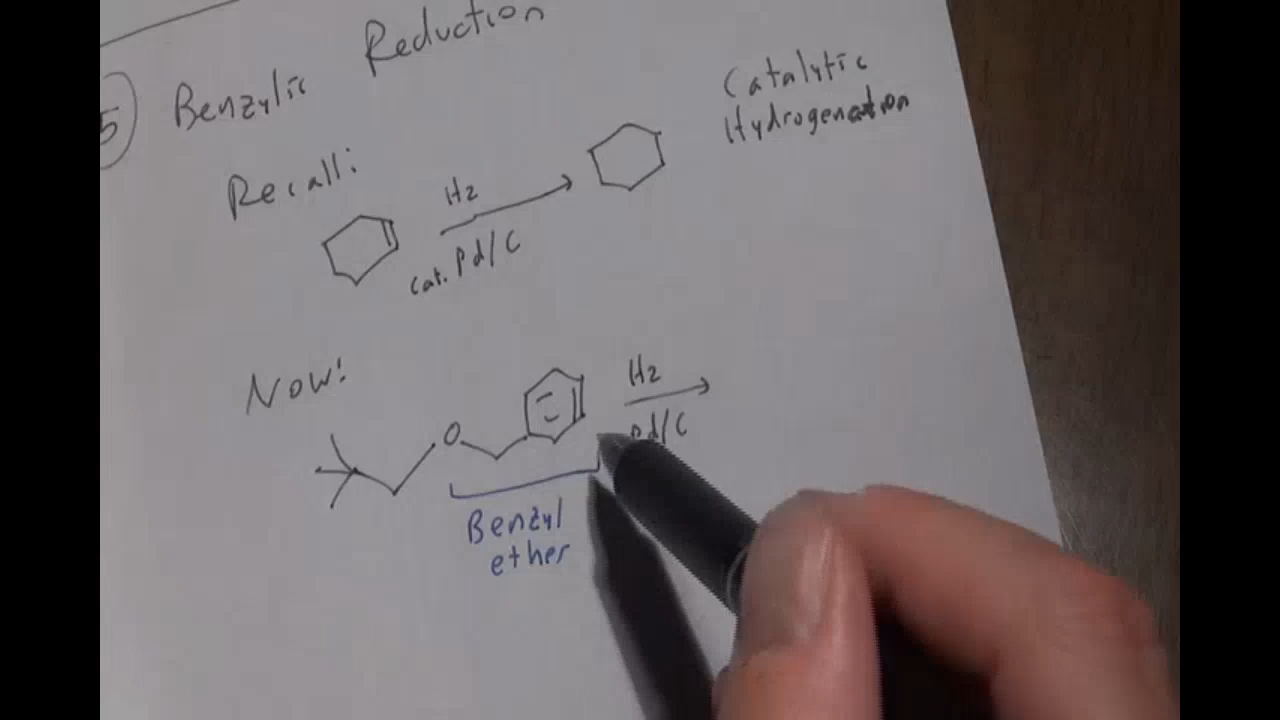 5 Benzylic Reduction
Catalytic
Hydrogenation
Recall:
H2
cat. Pd/C
Now!
H2
Pd/C
O
Benzyl
ether